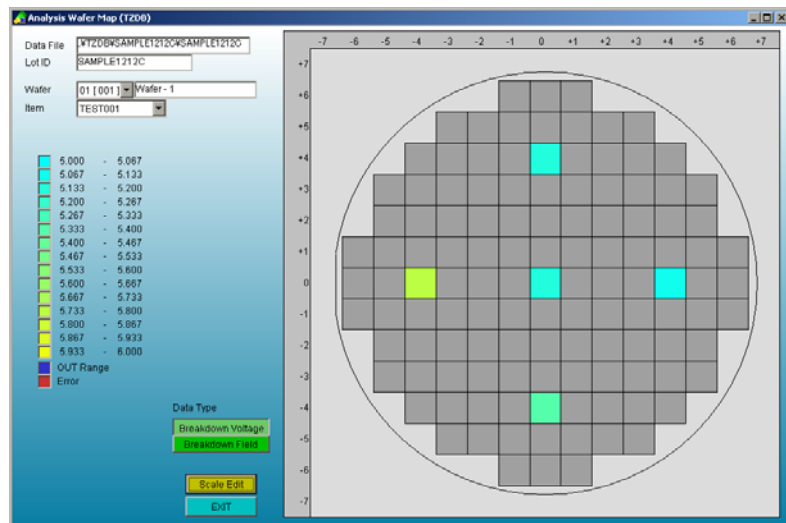 Analysis Wafer Map (TZDB)
Data File .¥TZDB¥SAMPLE1212C¥SAMPLE1212C
Lot ID SAMPLE1212C
Wafer 01 [ 001 ] Wafer - 1
Item TEST001
5.000 - 5.067
5.067 - 5.133
5.133 - 5.200
5.200 - 5.267
5.267 - 5.333
5.333 - 5.400
5.400 - 5.467
5.467 - 5.533
5.533 - 5.600
5.600 - 5.667
5.667 - 5.733
5.733 - 5.800
5.800 - 5.867
5.867 - 5.933
5.933 - 6.000
OUT Range
Error
Data Type
Breakdown Voltage
Breakdown Field
Scale Edit
EXIT
-7 -6 -5 -4 -3 -2 -1 0 +1 +2 +3 +4 +5 +6 +7
+7
+6
+5
+4
+3
+2
+1
0
-1
-2
-3
-4
-5
-6
-7